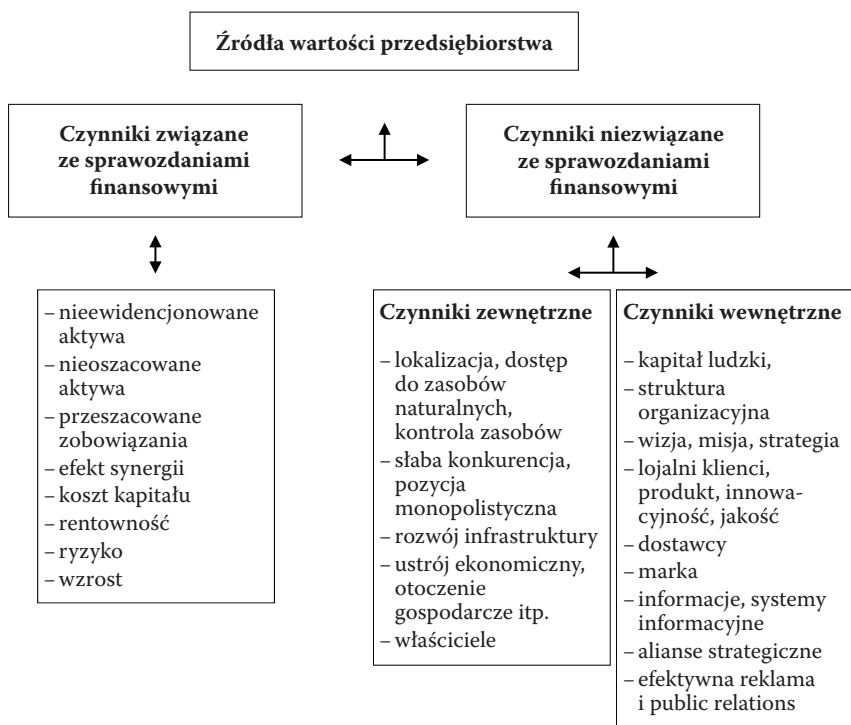 Źródła wartości przedsiębiorstwa
Czynniki związane
ze sprawozdaniami
finansowymi
Czynniki niezwiązane
ze sprawozdaniami
finansowymi
– nieewidencjonowane
aktywa
– nieoszacowane
aktywa
– przeszacowane
zobowiązania
– efekt synergii
– koszt kapitału
– rentowność
– ryzyko
– wzrost
Czynniki zewnętrzne
– lokalizacja, dostęp
do zasobów
naturalnych,
kontrola zasobów
– słaba konkurencja,
pozycja
monopolistyczna
– rozwój infrastruktury
– ustrój ekonomiczny,
otoczenie
gospodarcze itp.
– właściciele
Czynniki wewnętrzne
– kapitał ludzki,
– struktura
organizacyjna
– wizja, misja, strategia
– lojalni klienci,
produkt, innowa-
cyjność, jakość
– dostawcy
– marka
– informacje, systemy
informacyjne
– alianse strategiczne
– efektywna reklama
i public relations